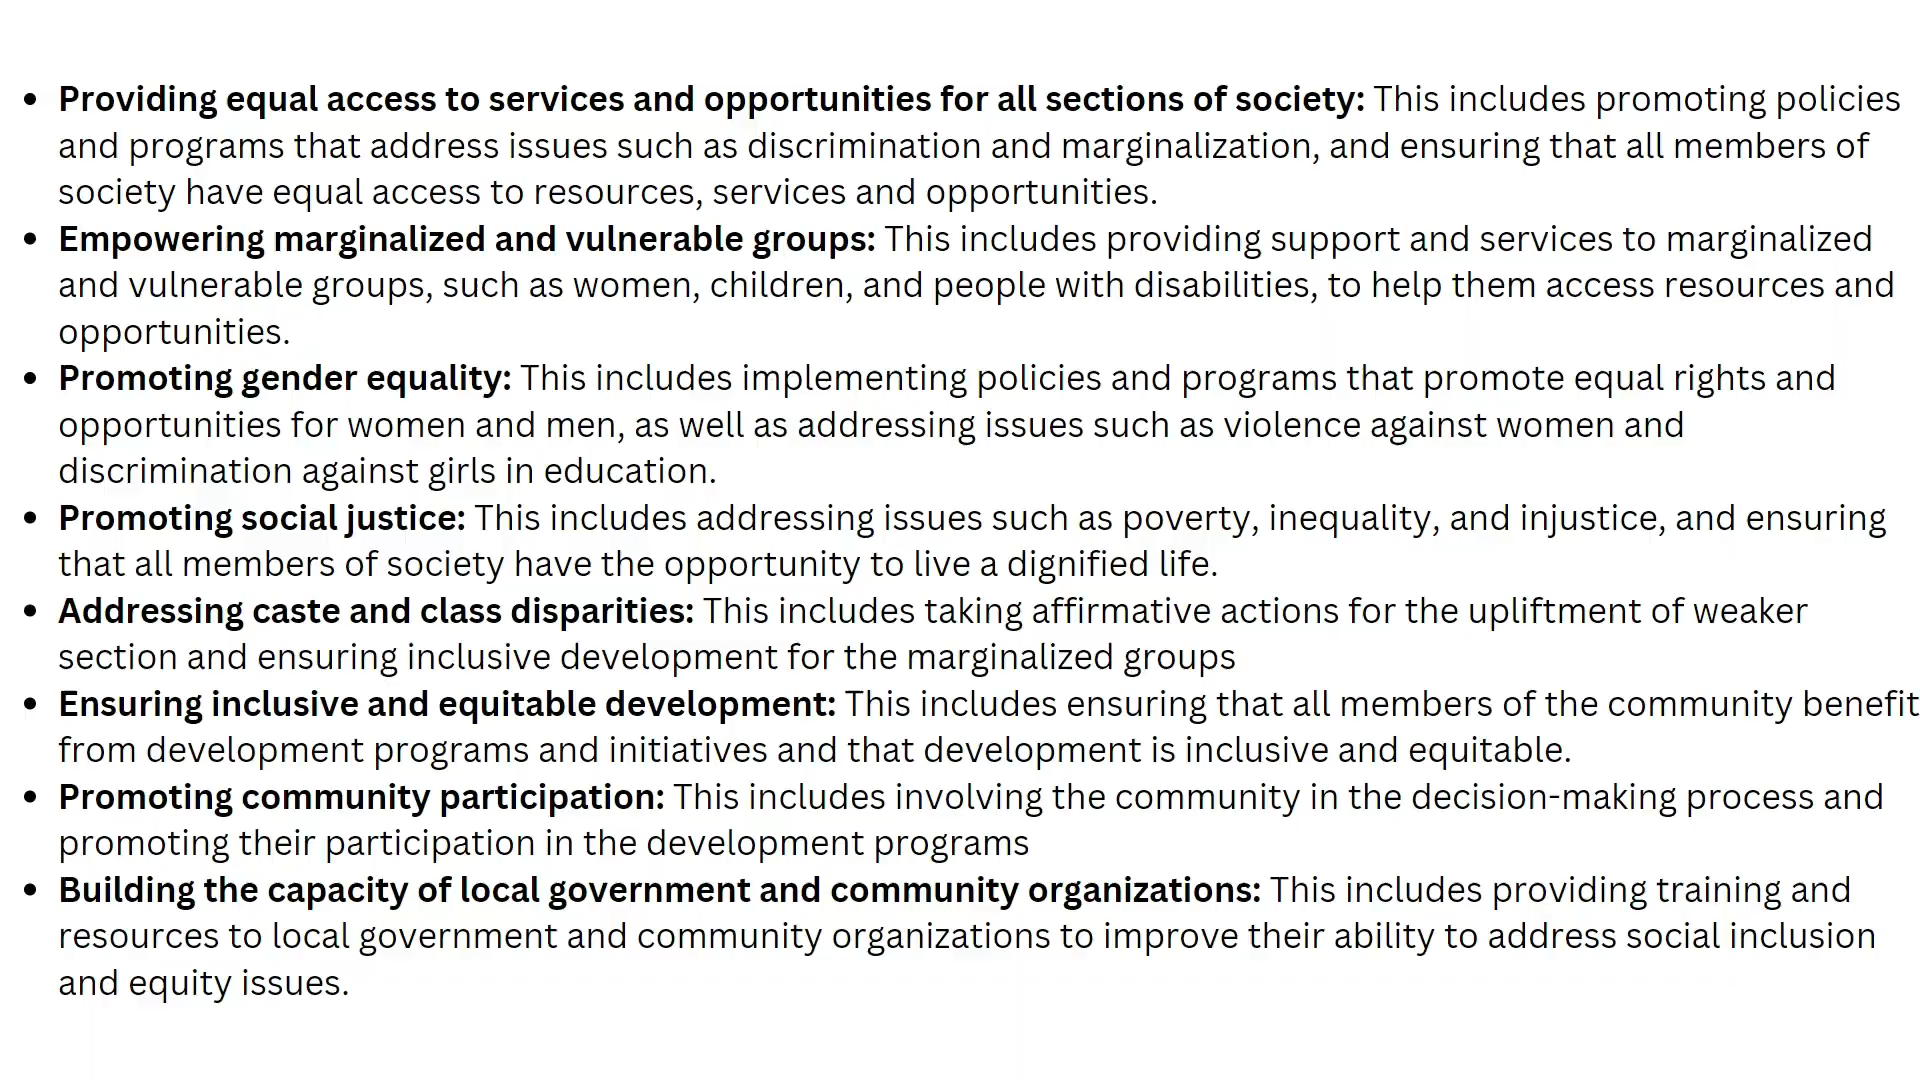 • Providing equal access to services and opportunities for all sections of society: This includes promoting policies
and programs that address issues such as discrimination and marginalization, and ensuring that all members of
society have equal access to resources, services and opportunities.
• Empowering marginalized and vulnerable groups: This includes providing support and services to marginalized
and vulnerable groups, such as women, children, and people with disabilities, to help them access resources and
opportunities.
• Promoting gender equality: This includes implementing policies and programs that promote equal rights and
opportunities for women and men, as well as addressing issues such as violence against women and
discrimination against girls in education.
• Promoting social justice: This includes addressing issues such as poverty, inequality, and injustice, and ensuring
that all members of society have the opportunity to live a dignified life.
• Addressing caste and class disparities: This includes taking affirmative actions for the upliftment of weaker
section and ensuring inclusive development for the marginalized groups
• Ensuring inclusive and equitable development: This includes ensuring that all members of the community benefit
from development programs and initiatives and that development is inclusive and equitable.
• Promoting community participation: This includes involving the community in the decision-making process and
promoting their participation in the development programs
• Building the capacity of local government and community organizations: This includes providing training and
resources to local government and community organizations to improve their ability to address social inclusion
and equity issues.